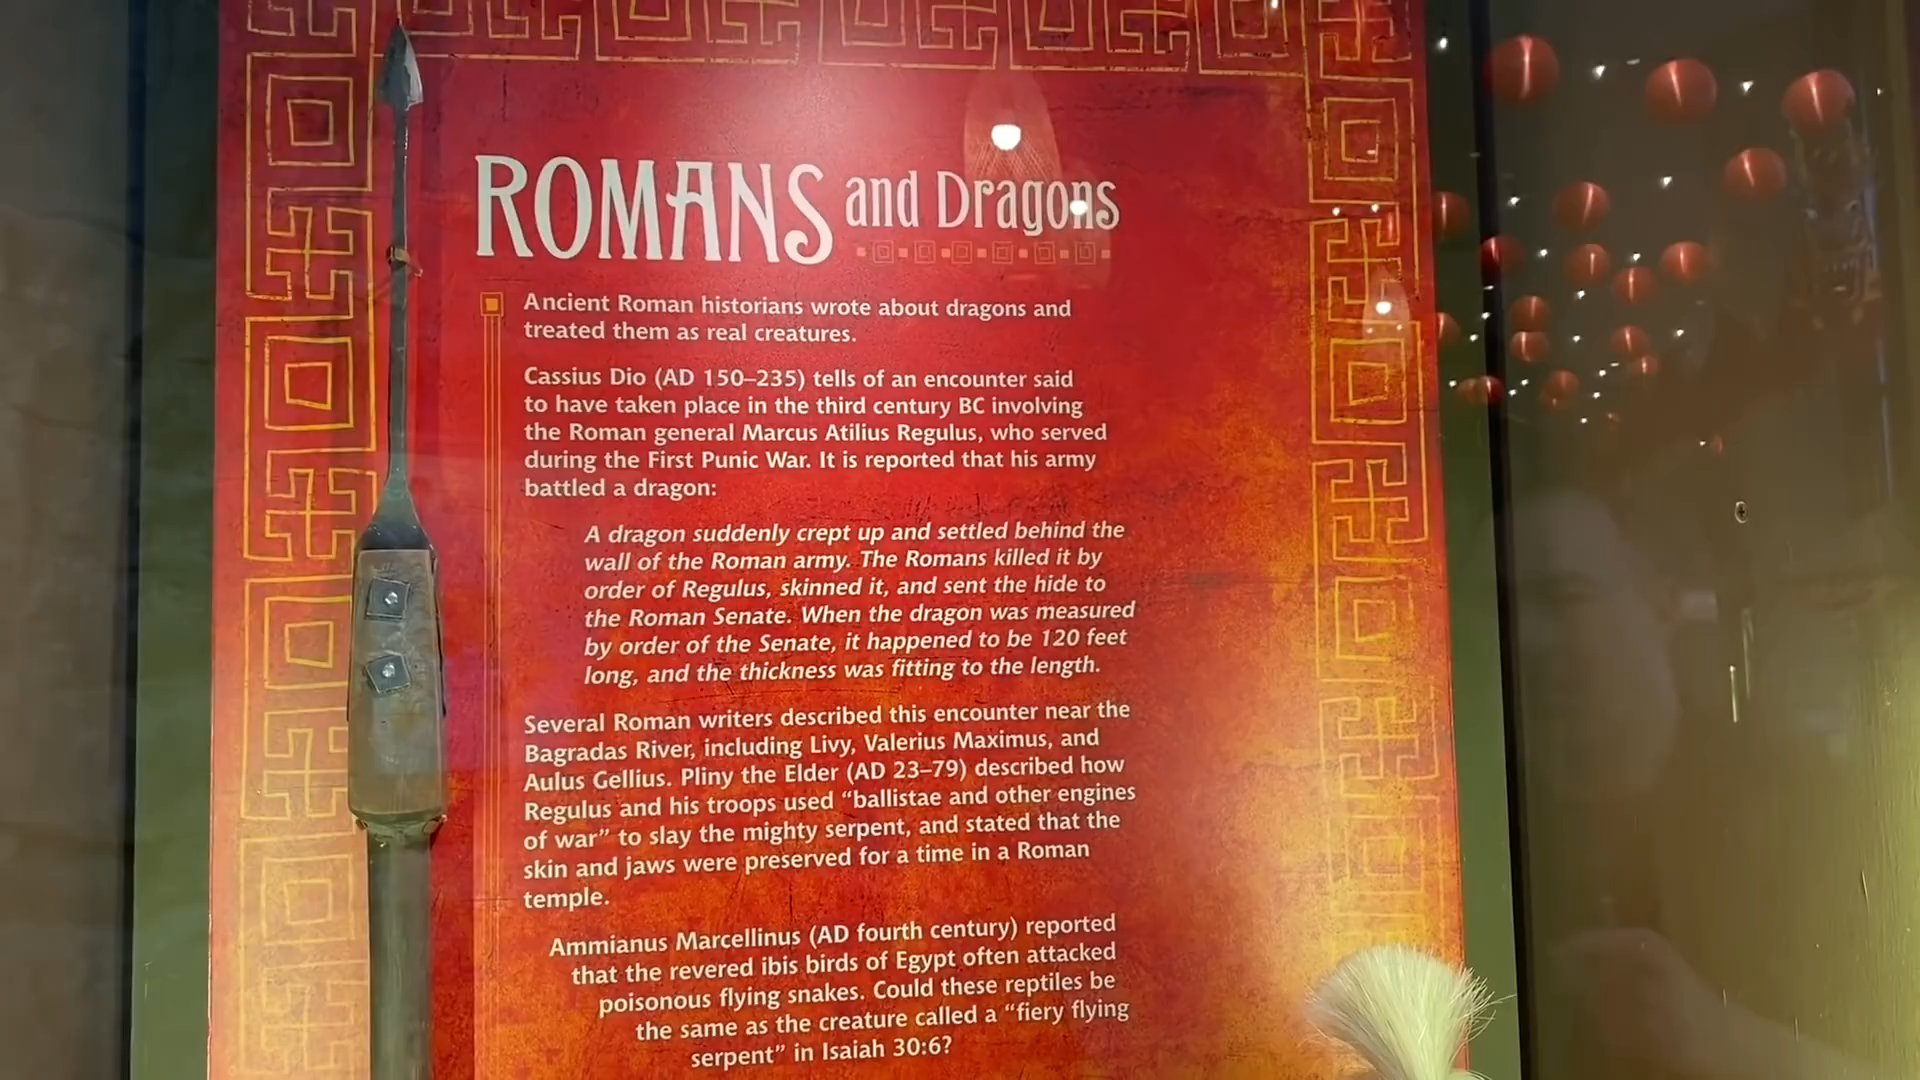 ROMANS and Dragons
Ancient Roman historians wrote about dragons and
treated them as real creatures.
Cassius Dio (AD 150–235) tells of an encounter said
to have taken place in the third century BC involving
the Roman general Marcus Atilius Regulus, who served
during the First Punic War. It is reported that his army
battled a dragon:
A dragon suddenly crept up and settled behind the
wall of the Roman army. The Romans killed it by
order of Regulus, skinned it, and sent the hide to
the Roman Senate. When the dragon was measured
by order of the Senate, it happened to be 120 feet
long, and the thickness was fitting to the length.
Several Roman writers described this encounter near the
Bagradas River, including Livy, Valerius Maximus, and
Aulus Gellius. Pliny the Elder (AD 23–79) described how
Regulus and his troops used “ballistae and other engines
of war” to slay the mighty serpent, and stated that the
skin and jaws were preserved for a time in a Roman
temple.
Ammianus Marcellinus (AD fourth century) reported
that the revered ibis birds of Egypt often attacked
poisonous flying snakes. Could these reptiles be
the same as the creature called a “fiery flying
serpent” in Isaiah 30:6?